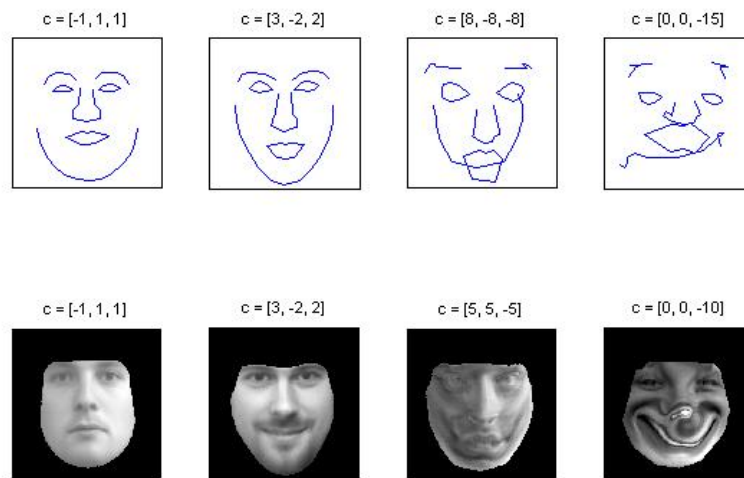 c = [-1, 1, 1] c = [3, -2, 2] c = [8, -8, -8] c = [0, 0, -15]
c = [-1, 1, 1] c = [3, -2, 2] c = [5, 5, -5] c = [0, 0, -10]